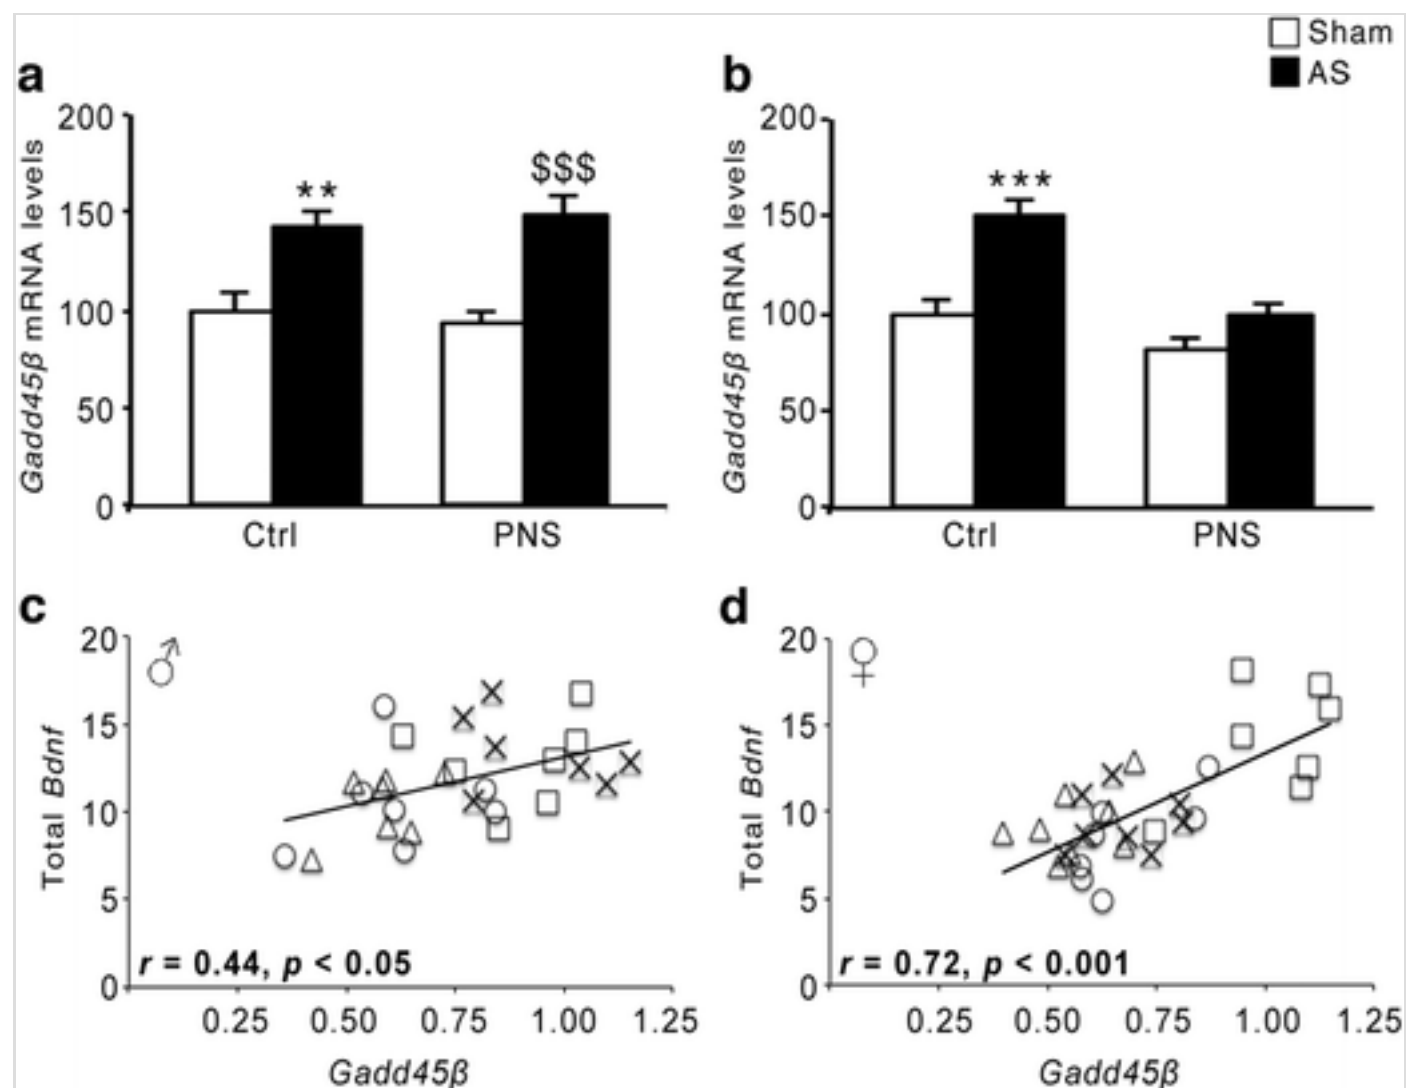 Sham
AS
a
b
200
150
100
50
0
Gadd45β mRNA levels
**
$$$
Ctrl
PNS
200
150
100
50
0
Gadd45β mRNA levels
***
Ctrl
PNS
c
♂
20
15
10
5
0
Total Bdnf
r = 0.44, p < 0.05
0.25 0.50 0.75 1.00 1.25
Gadd45β
d
♀
20
15
10
5
0
Total Bdnf
r = 0.72, p < 0.001
0.25 0.50 0.75 1.00 1.25
Gadd45β